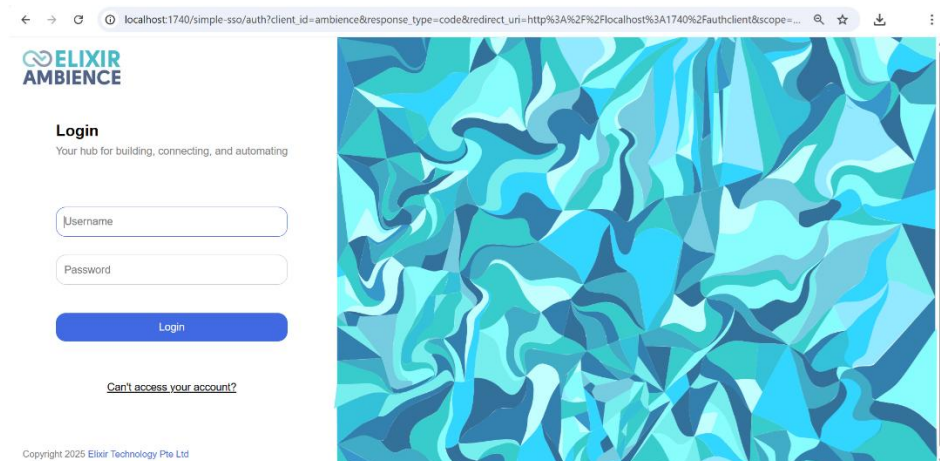 localhost:1740/simple-sso/auth?client_id=ambience&response_type=code&redirect_uri=http%3A%2F%2Flocalhost%3A1740%2Fauthclient&scope=...
ELIXIR
AMBIENCE
Login
Your hub for building, connecting, and automating
Username
Password
Login
Can't access your account?
Copyright 2025 Elixir Technology Pte Ltd